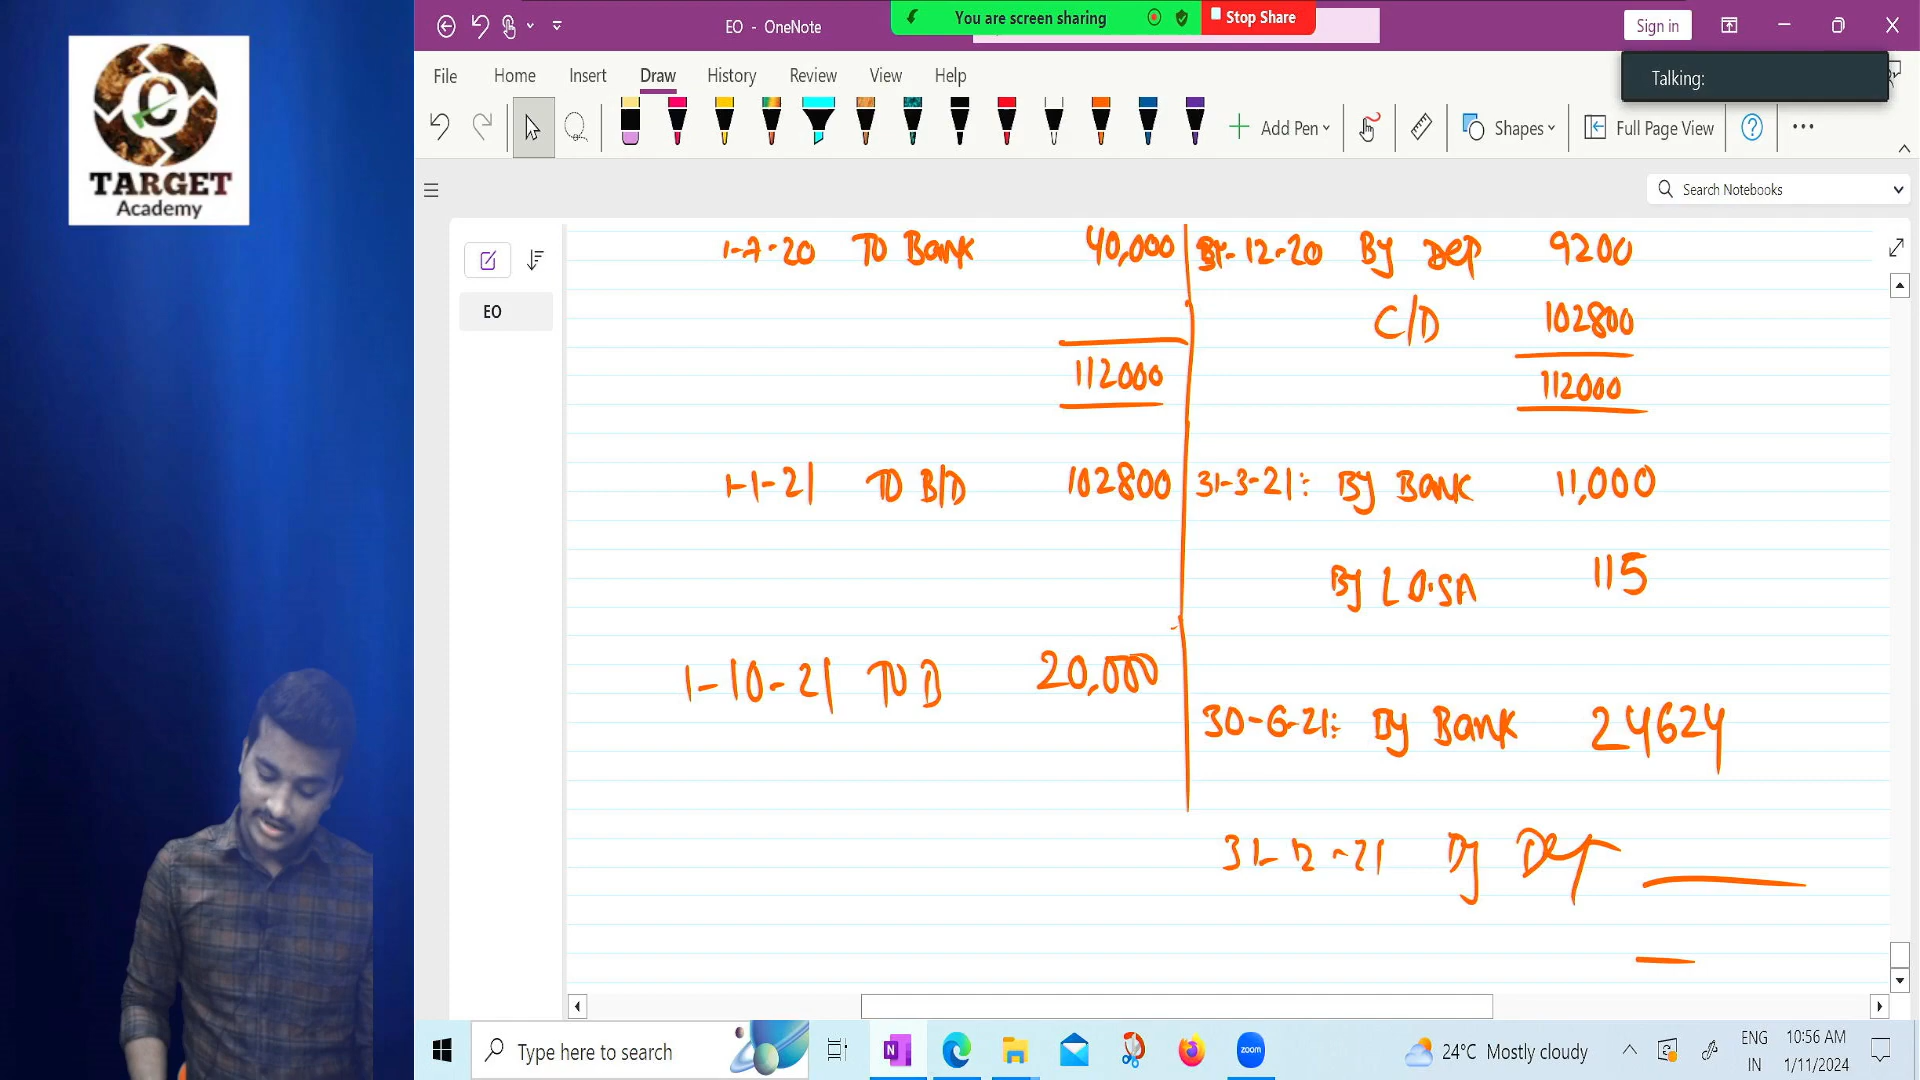 C
TARGET
Academy
EO - OneNote
You are screen sharing
Stop Share
Sign in
Talking:
File Home Insert Draw History Review View Help
Add Pen
Shapes
Full Page View
Search Notebooks
EO
1-7-20 To Bank 40,000 31-12-20 By Dep 9200
C/D 102800
112000 112000
1-1-21 TO B/D 102800 31-3-21: By Bank 11,000
By LO.SA 115
1-10-21 TO B 20,000
30-6-21: By Bank 24624
31-12-21 By Dep
Type here to search
zoom
24°C Mostly cloudy
ENG
IN
10:56 AM
1/11/2024